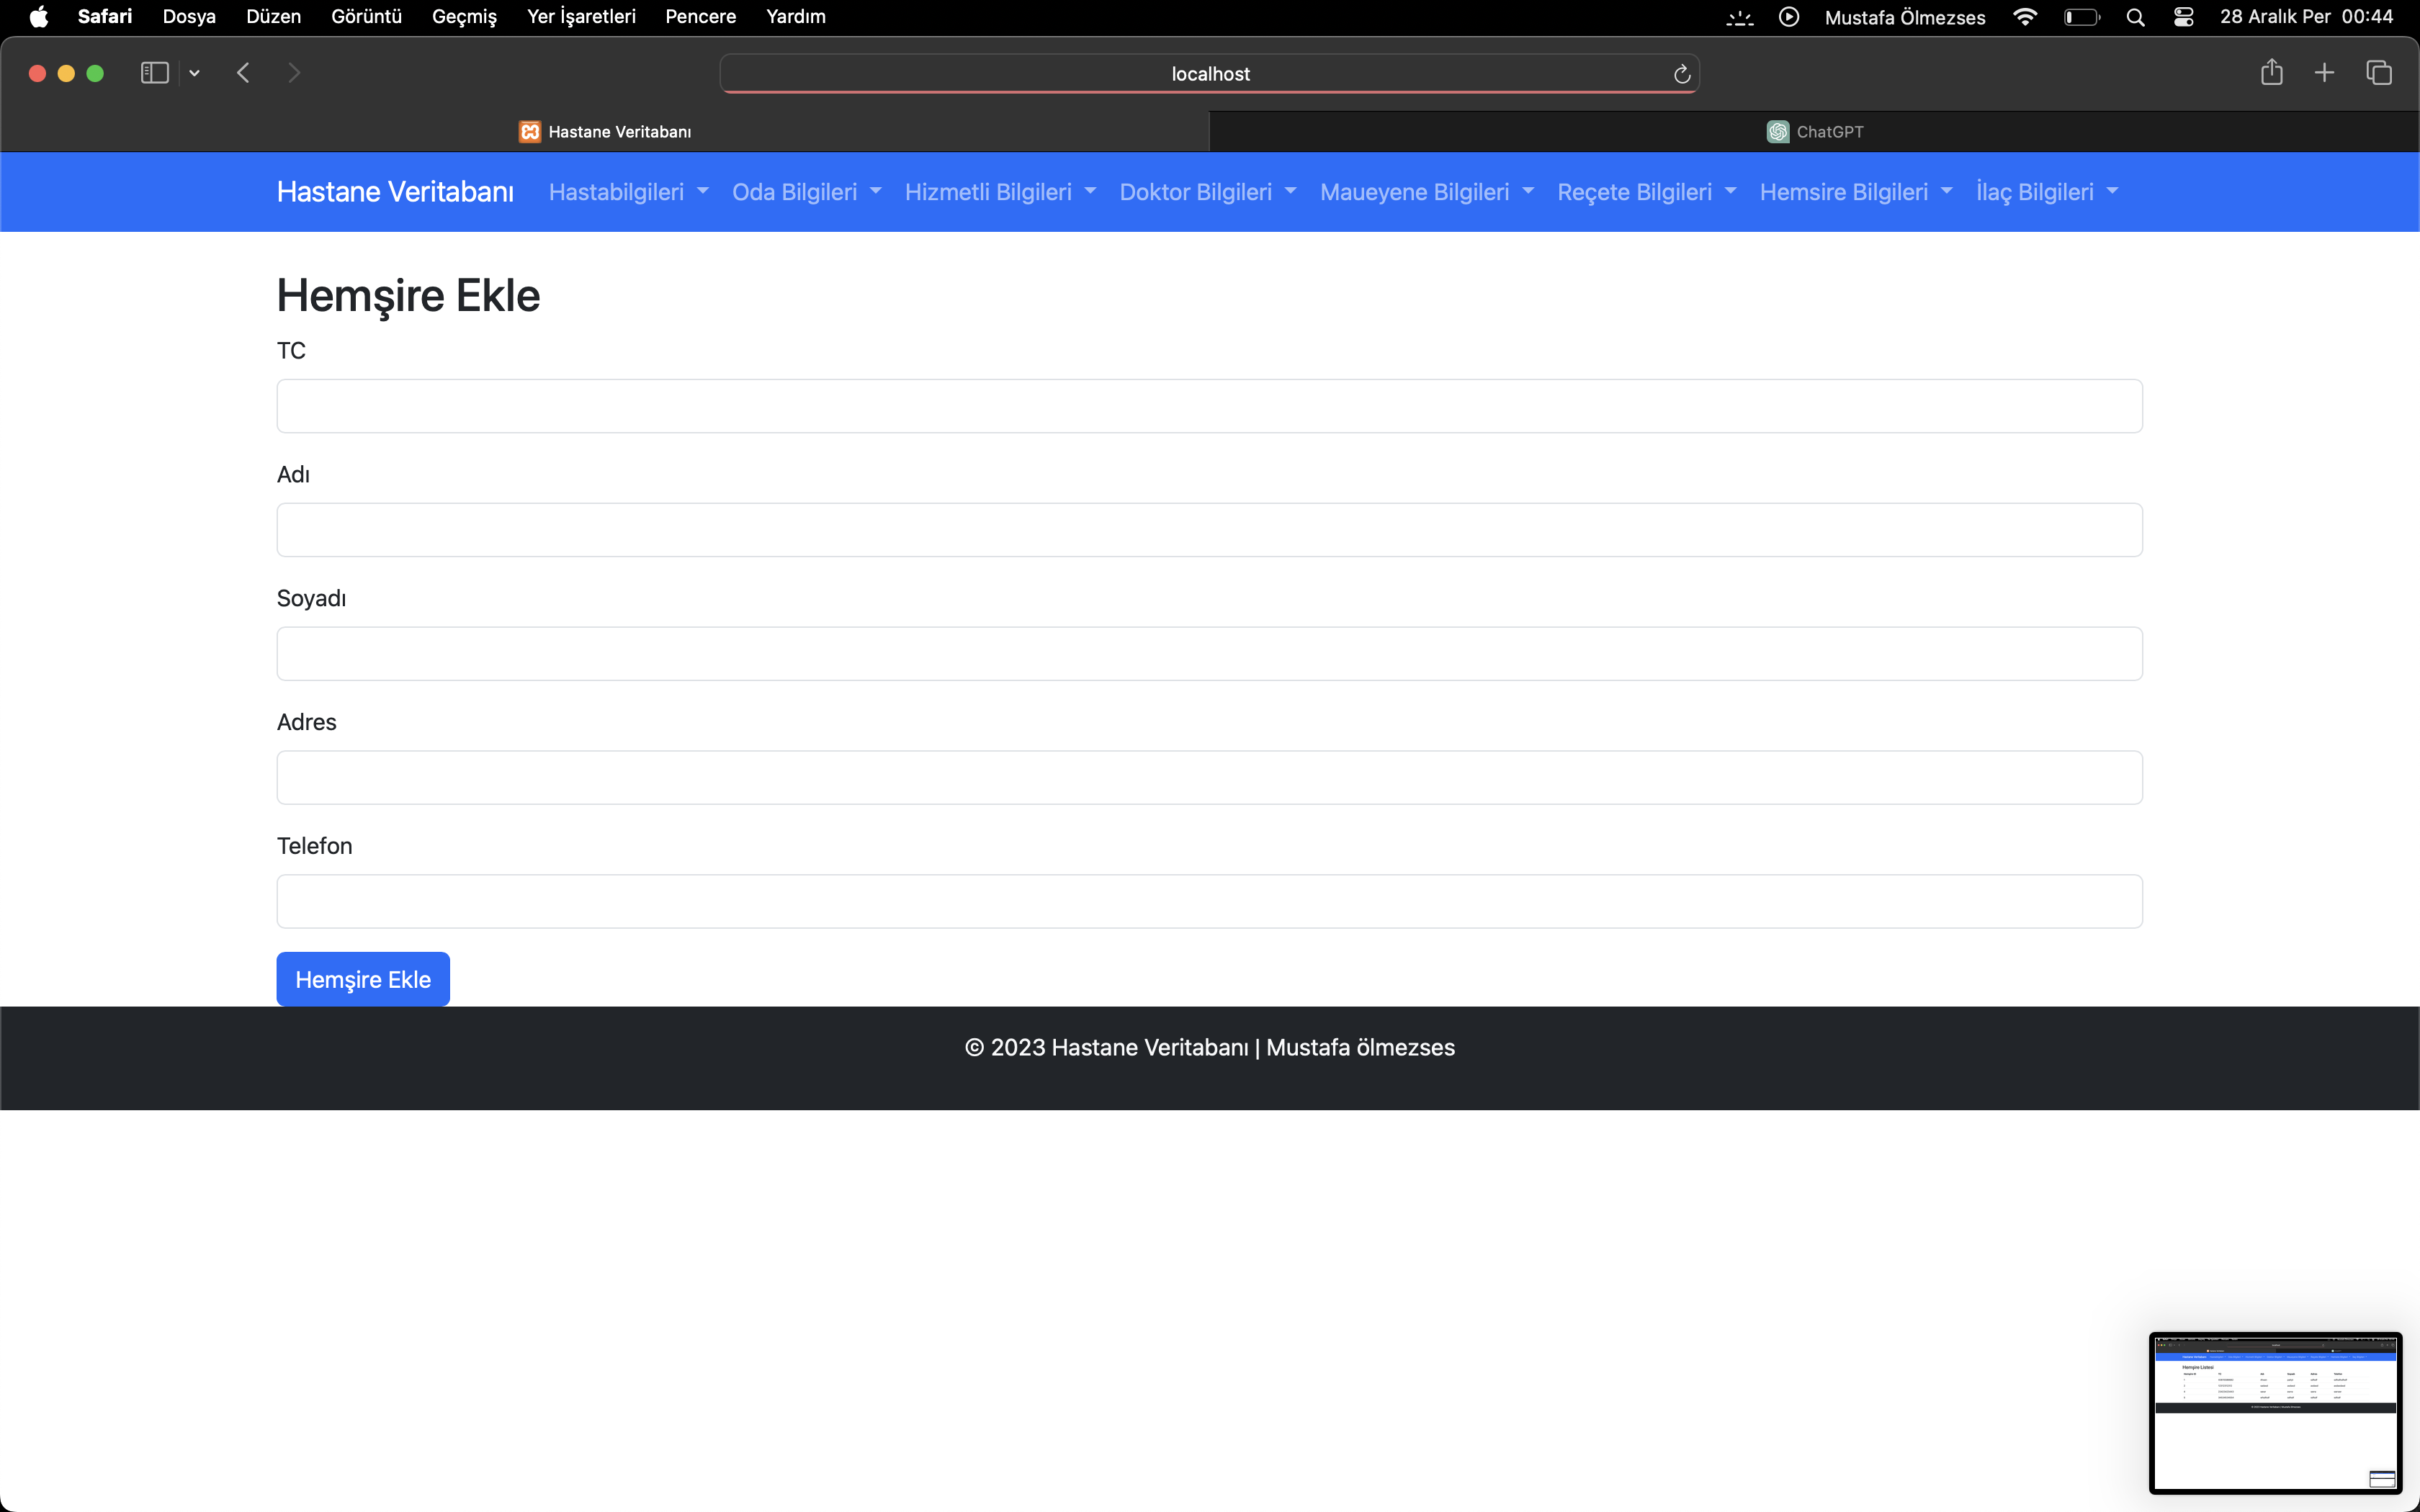 Safari Dosya Düzen Görüntü Geçmiş Yer İşaretleri Pencere Yardım Mustafa Ölmezses 28 Aralık Per 00:44
localhost
Hastane Veritabanı ChatGPT
Hastane Veritabanı Hastabilgileri Oda Bilgileri Hizmetli Bilgileri Doktor Bilgileri Maueyene Bilgileri Reçete Bilgileri Hemsire Bilgileri İlaç Bilgileri
Hemşire Ekle
TC
Adı
Soyadı
Adres
Telefon
Hemşire Ekle
© 2023 Hastane Veritabanı | Mustafa ölmezses
Hemşire Listesi